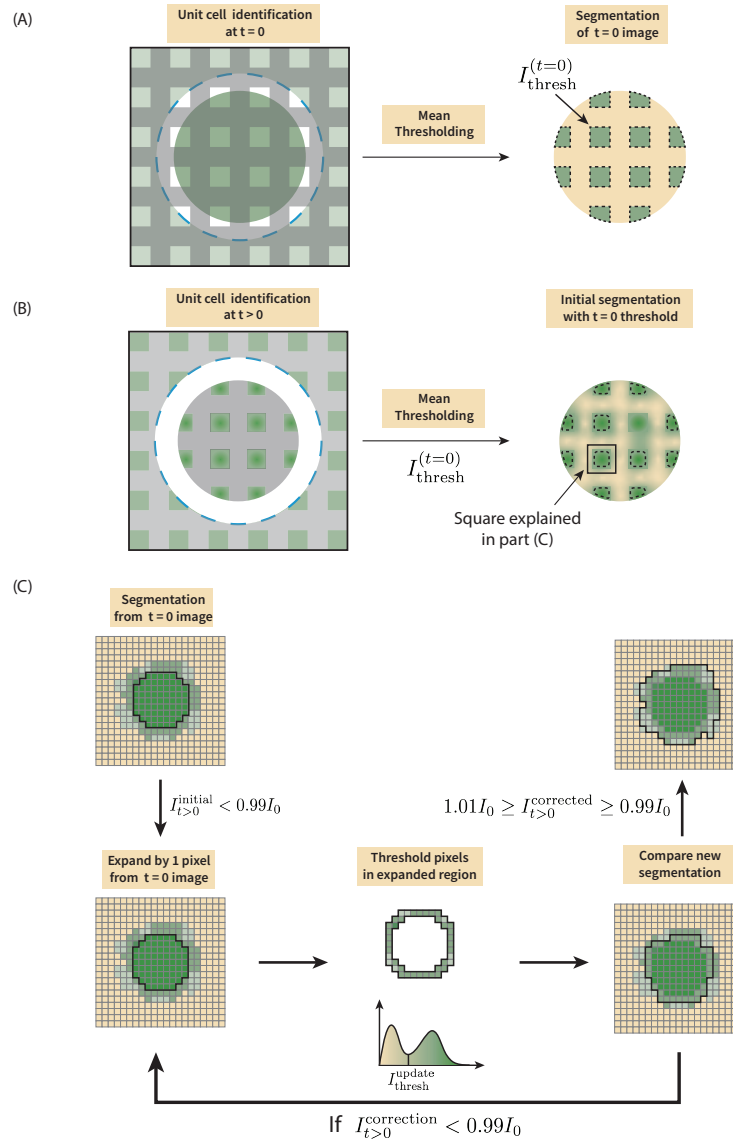 (A)
Unit cell identification
at t = 0
Segmentation
of t = 0 image
I_thresh^(t=0)
Mean
Thresholding
(B)
Unit cell identification
at t > 0
Initial segmentation
with t = 0 threshold
Mean
Thresholding
I_thresh^(t=0)
Square explained
in part (C)
(C)
Segmentation
from t = 0 image
I_{t>0}^initial < 0.99I_0
1.01I_0 ≥ I_{t>0}^corrected ≥ 0.99I_0
Expand by 1 pixel
from t = 0 image
Threshold pixels
in expanded region
Compare new
segmentation
I_thresh^update
If I_{t>0}^correction < 0.99I_0